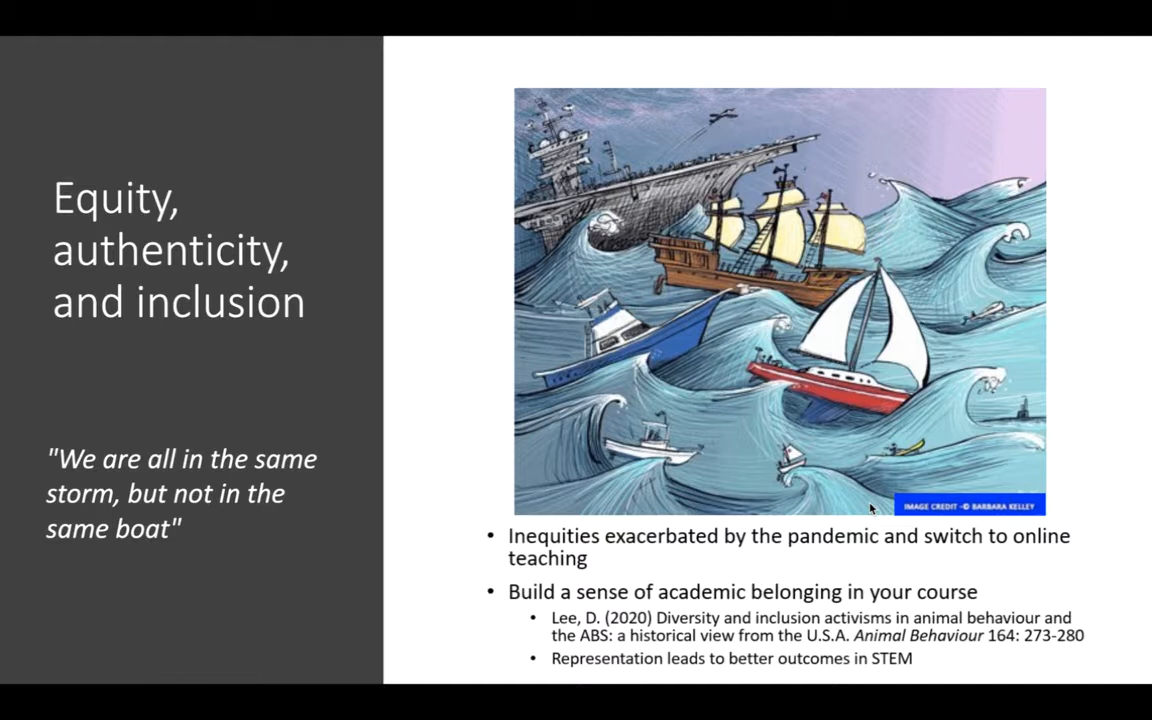 Equity,
authenticity,
and inclusion
"We are all in the same
storm, but not in the
same boat"
IMAGE CREDIT -© BARBARA KELLEY
• Inequities exacerbated by the pandemic and switch to online
teaching
• Build a sense of academic belonging in your course
• Lee, D. (2020) Diversity and inclusion activisms in animal behaviour and
the ABS: a historical view from the U.S.A. Animal Behaviour 164: 273-280
• Representation leads to better outcomes in STEM